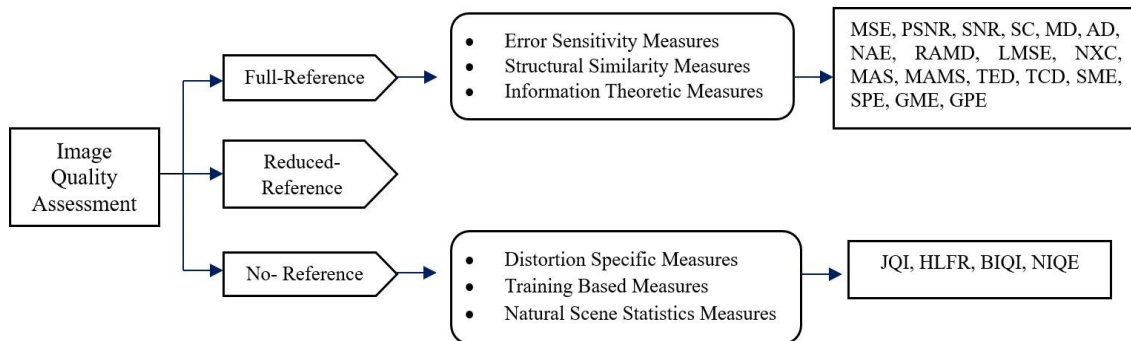 Image
Quality
Assessment
Full-Reference
• Error Sensitivity Measures
• Structural Similarity Measures
• Information Theoretic Measures
MSE, PSNR, SNR, SC, MD, AD,
NAE, RAMD, LMSE, NXC,
MAS, MAMS, TED, TCD, SME,
SPE, GME, GPE
Reduced-
Reference
No- Reference
• Distortion Specific Measures
• Training Based Measures
• Natural Scene Statistics Measures
JQI, HLFR, BIQI, NIQE